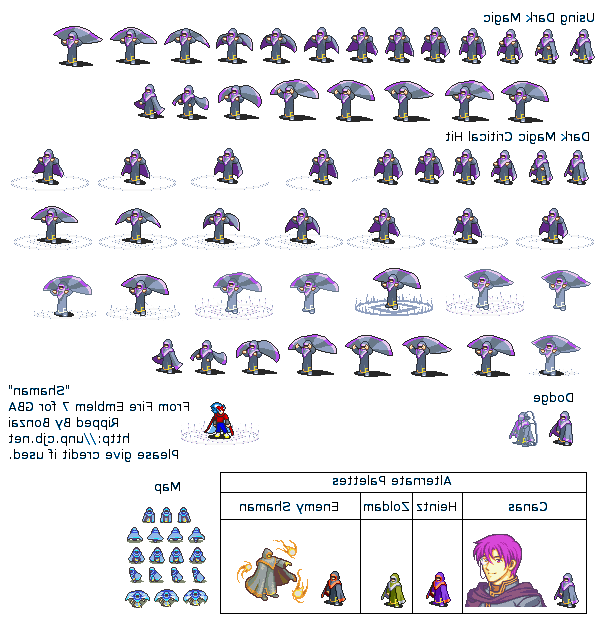 Using Dark Magic
Dark Magic Critical Hit
Dodge
"Shaman"
From Fire Emblem 7 for GBA
Ripped By Bonzai
http://unp.cjb.net
Please give credit if used.
Map
Alternate Palettes
Canas
Heintz
Zoldam
Enemy Shaman